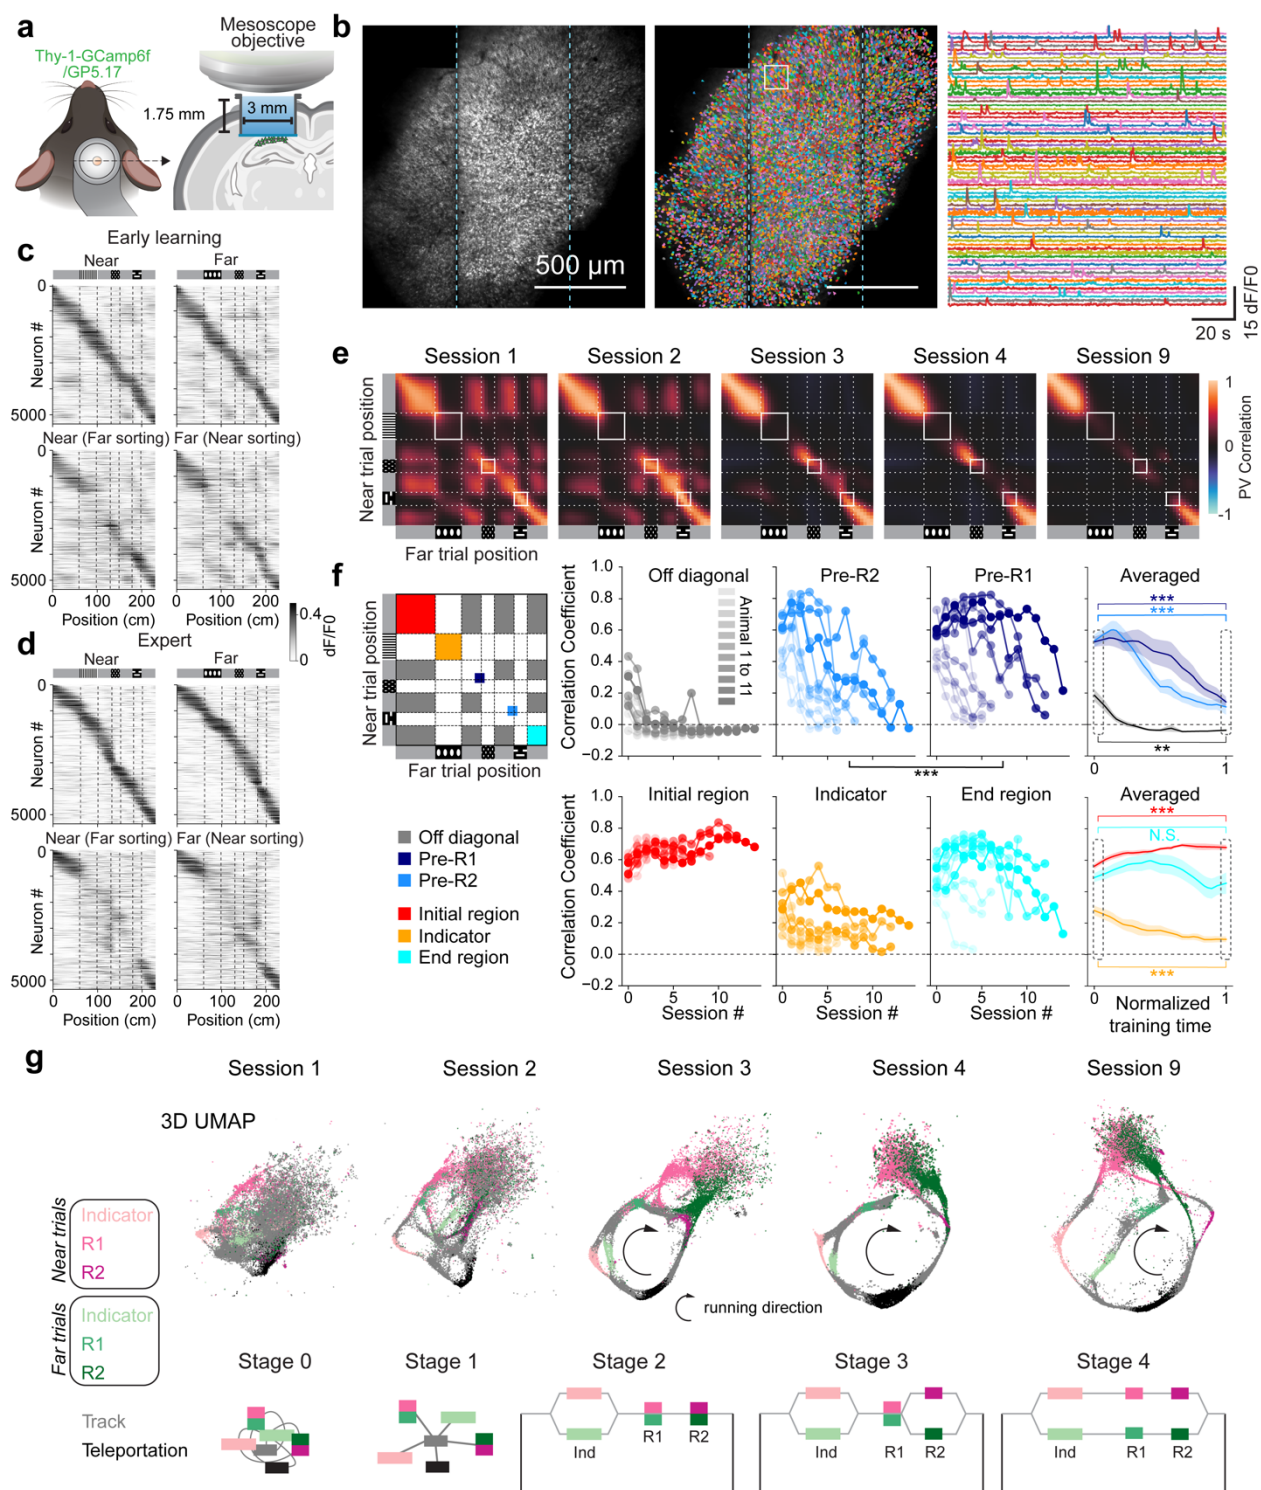 a
Thy-1-GCamp6f
/GP5.17
Mesoscope
objective
1.75 mm
3 mm
b
500 µm
20 s
15 dF/F0
c
Early learning
Near
Far
0
Neuron #
5000
Near (Far sorting)
Far (Near sorting)
0
Neuron #
5000
0
100
200
0
100
200
Position (cm)
Position (cm)
0.4
0
dF/F0
d
Expert
Near
Far
0
Neuron #
5000
Near (Far sorting)
Far (Near sorting)
0
Neuron #
5000
0
100
200
0
100
200
Position (cm)
Position (cm)
e
Session 1
Session 2
Session 3
Session 4
Session 9
Near trial position
Far trial position
1
0
-1
PV Correlation
f
Near trial position
Far trial position
Off diagonal
Pre-R1
Pre-R2
Initial region
Indicator
End region
Correlation Coefficient
1.0
0.8
0.6
0.4
0.2
0.0
−0.2
Off diagonal
Animal 1 to 11
Pre-R2
Pre-R1
***
Averaged
***
***
**
0
1
Correlation Coefficient
1.0
0.8
0.6
0.4
0.2
0.0
−0.2
Initial region
Indicator
End region
Averaged
***
N.S.
***
0
5
10
0
5
10
0
5
10
0
1
Session #
Session #
Session #
Normalized
training time
g
Session 1
Session 2
Session 3
Session 4
Session 9
3D UMAP
Near trials
Indicator
R1
R2
Far trials
Indicator
R1
R2
running direction
Track
Teleportation
Stage 0
Stage 1
Stage 2
Stage 3
Stage 4
Ind
R1
R2
Ind
R1
R2
Ind
R1
R2